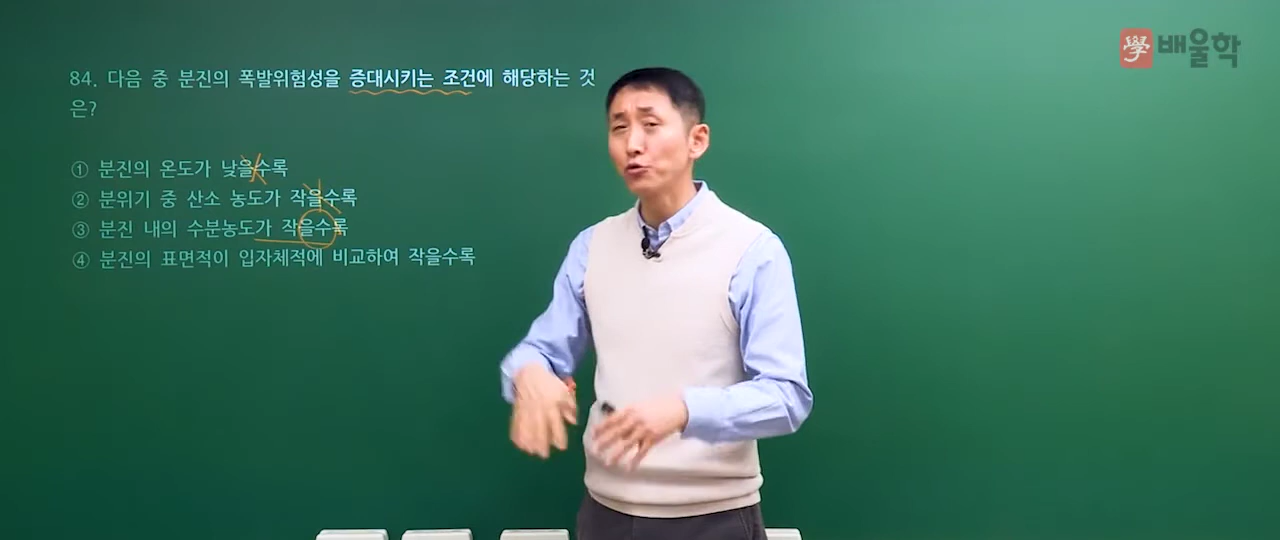 學 배울학
84. 다음 중 분진의 폭발위험성을 증대시키는 조건에 해당하는 것
은?
① 분진의 온도가 낮을수록
② 분위기 중 산소 농도가 작을수록
③ 분진 내의 수분농도가 작을수록
④ 분진의 표면적이 입자체적에 비교하여 작을수록